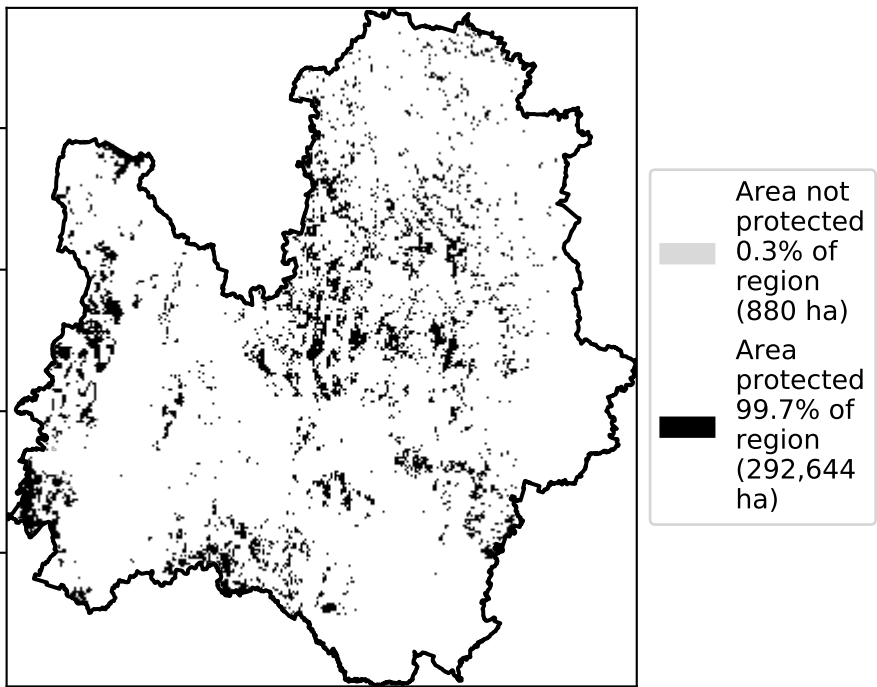 Area not
protected
0.3% of
region
(880 ha)
Area
protected
99.7% of
region
(292,644
ha)